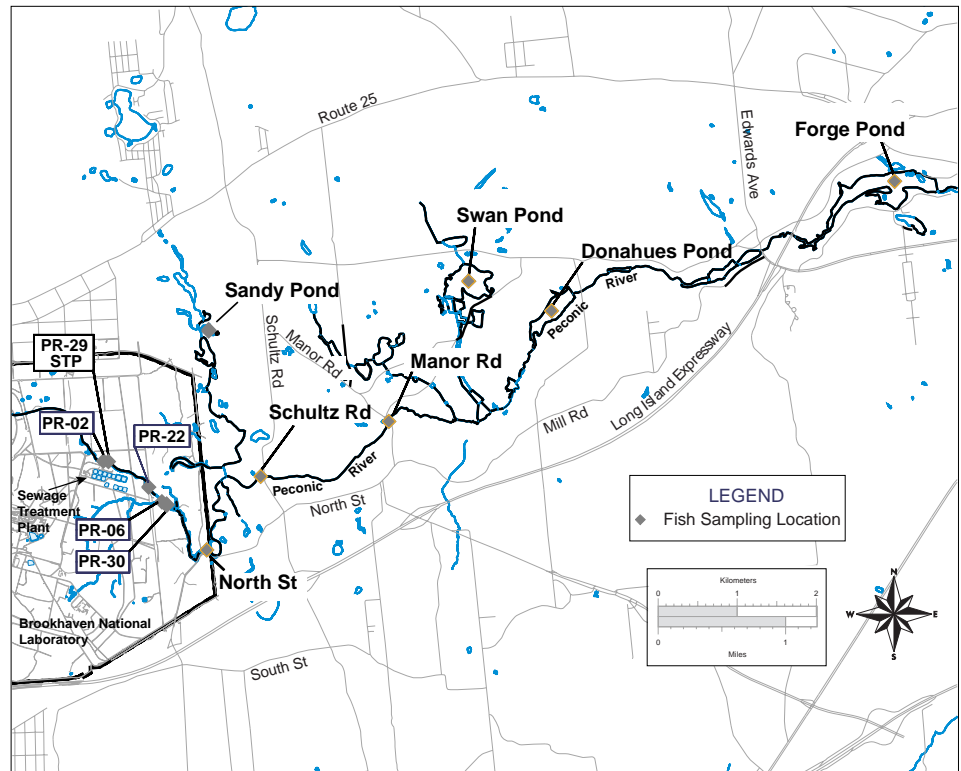 Route 25
Edwards Ave
Forge Pond
Swan Pond
Donahues Pond
River
Peconic
Sandy Pond
Schultz Rd
Manor Rd
Manor Rd
PR-29
STP
Long Island Expressway
PR-02
PR-22
Schultz Rd
Mill Rd
River
Peconic
North St
Sewage
Treatment
Plant
PR-06
PR-30
North St
LEGEND
Fish Sampling Location
Brookhaven National
Laboratory
South St
Kilometers
0 1 2
0 1
Miles
N
W E
S